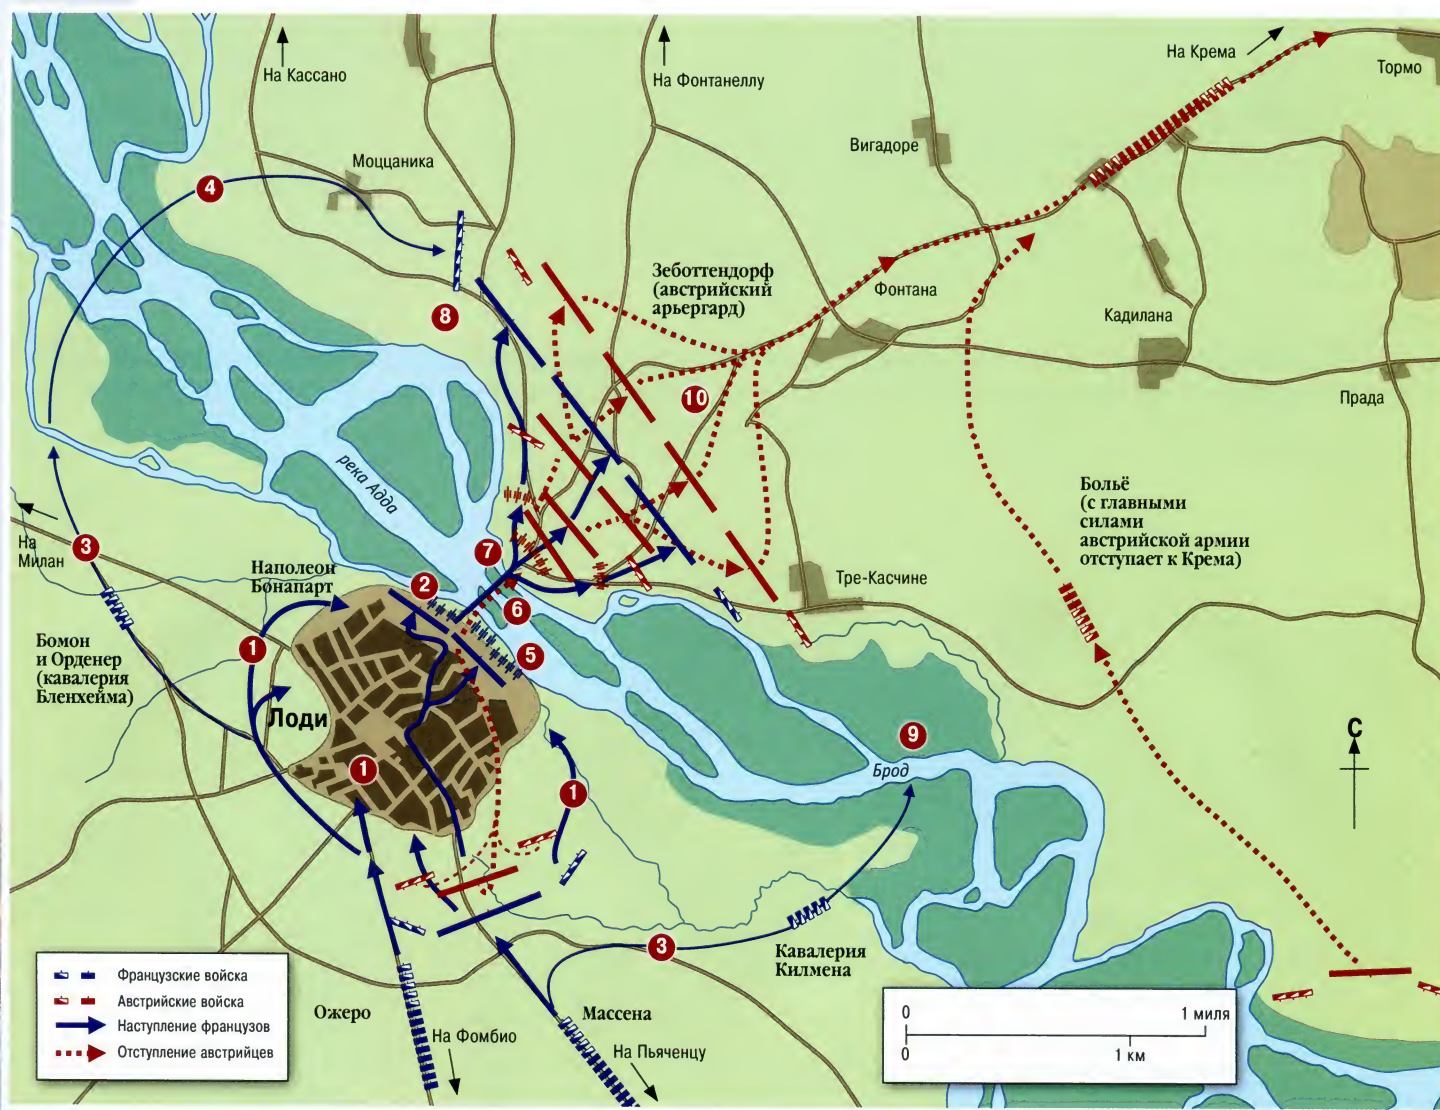 На Кассано
На Фонтанеллу
На Крема
Тормо
Моццаника
Вигадоре
4
8
Зеботтендорф
(австрийский
арьергард)
Фонтана
Кадилана
10
Прада
река Адда
Больё
(с главными
силами
австрийской армии
отступает к Крема)
На
Милан
3
Наполеон
Бонапарт
7
2
6
Тре-Касчине
Бомон
и Орденер
(кавалерия
Бленхейма)
1
5
Лоди
9
С
Брод
1
1
3
Кавалерия
Килмена
Французские войска
Австрийские войска
Наступление французов
Отступление австрийцев
Ожеро
На Фомбио
Массена
На Пьяченцу
0
1 миля
0
1 км